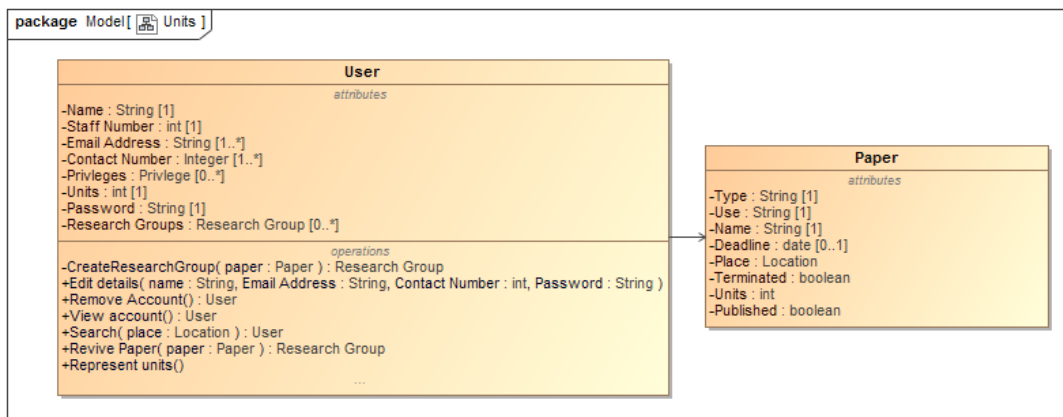 package Model[ Units ]
User
attributes
-Name : String [1]
-Staff Number : int [1]
-Email Address : String [1..*]
-Contact Number : Integer [1..*]
-Privleges : Privlege [0..*]
-Units : int [1]
-Password : String [1]
-Research Groups : Research Group [0..*]
operations
-CreateResearchGroup( paper : Paper ) : Research Group
+Edit details( name : String, Email Address : String, Contact Number : int, Password : String )
+Remove Account() : User
+View account() : User
+Search( place : Location ) : User
+Revive Paper( paper : Paper ) : Research Group
+Represent units()
...
Paper
attributes
-Type : String [1]
-Use : String [1]
-Name : String [1]
-Deadline : date [0..1]
-Place : Location
-Terminated : boolean
-Units : int
-Published : boolean